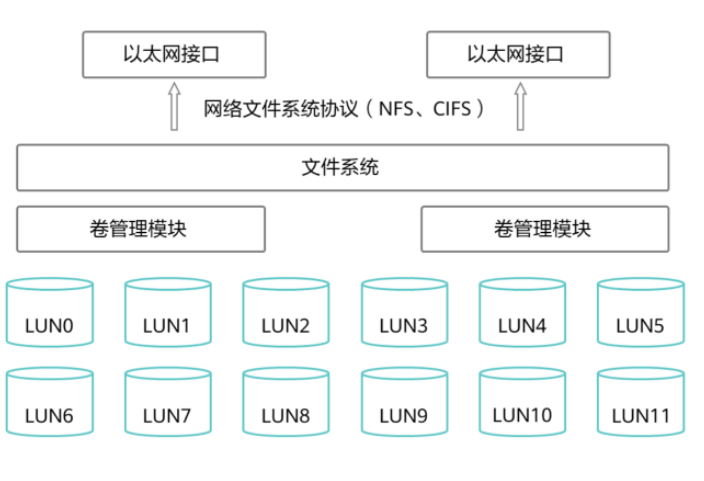 以太网接口
以太网接口
网络文件系统协议（NFS、CIFS）
文件系统
卷管理模块
卷管理模块
LUN0
LUN1
LUN2
LUN3
LUN4
LUN5
LUN6
LUN7
LUN8
LUN9
LUN10
LUN11